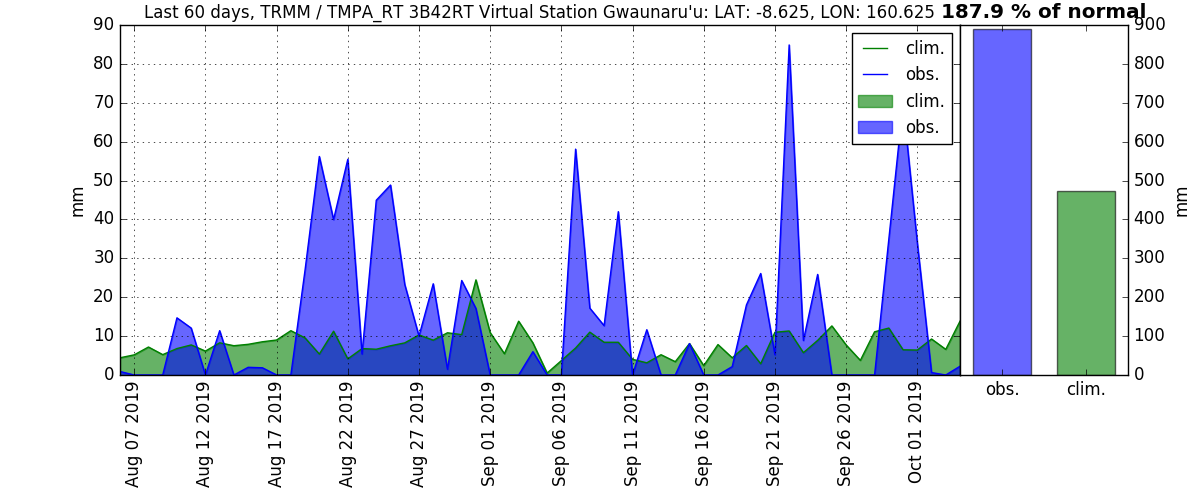 Last 60 days, TRMM / TMPA_RT 3B42RT Virtual Station Gwaunaru'u: LAT: -8.625, LON: 160.625 187.9 % of normal
90
80
70
60
50
40
30
20
10
0
mm
clim.
obs.
clim.
obs.
900
800
700
600
500
400
300
200
100
0
mm
Aug 07 2019
Aug 12 2019
Aug 17 2019
Aug 22 2019
Aug 27 2019
Sep 01 2019
Sep 06 2019
Sep 11 2019
Sep 16 2019
Sep 21 2019
Sep 26 2019
Oct 01 2019
obs.
clim.